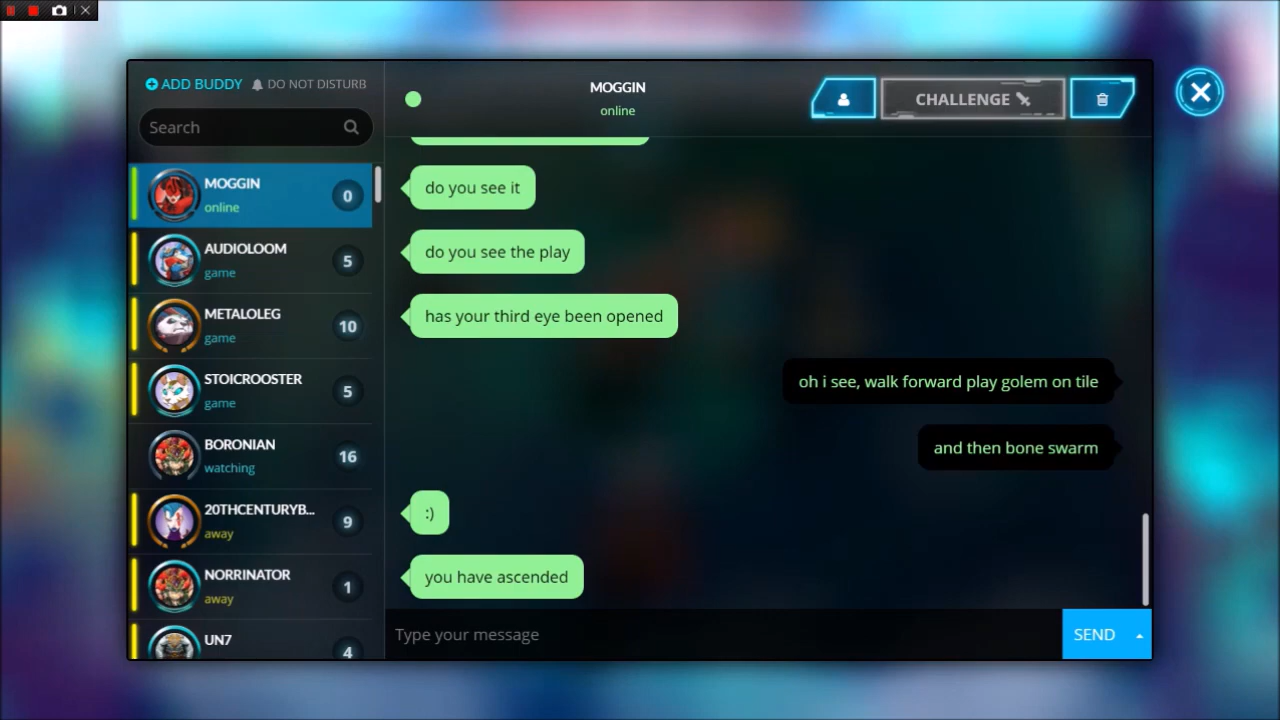 ADD BUDDY
DO NOT DISTURB
Search
MOGGIN
online
0
AUDIOLOOM
game
5
METALOLEG
game
10
STOICROOSTER
game
5
BORONIAN
watching
16
20THCENTURYB...
away
9
NORRINATOR
away
1
UN7
4
MOGGIN
online
CHALLENGE
do you see it
do you see the play
has your third eye been opened
oh i see, walk forward play golem on tile
and then bone swarm
:)
you have ascended
Type your message
SEND